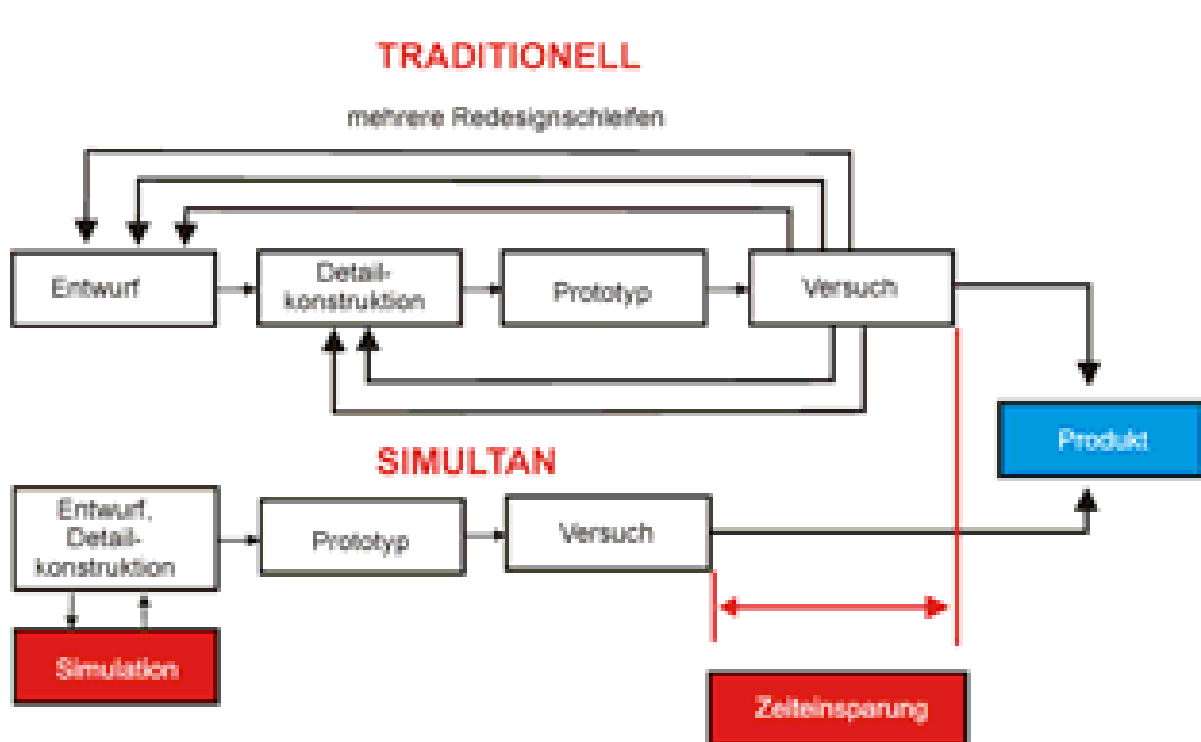 TRADITIONELL
mehrere Redesignschleifen
Entwurf
Detail-
konstruktion
Prototyp
Versuch
Produkt
SIMULTAN
Entwurf,
Detail-
konstruktion
Prototyp
Versuch
Simulation
Zeiteinsparung